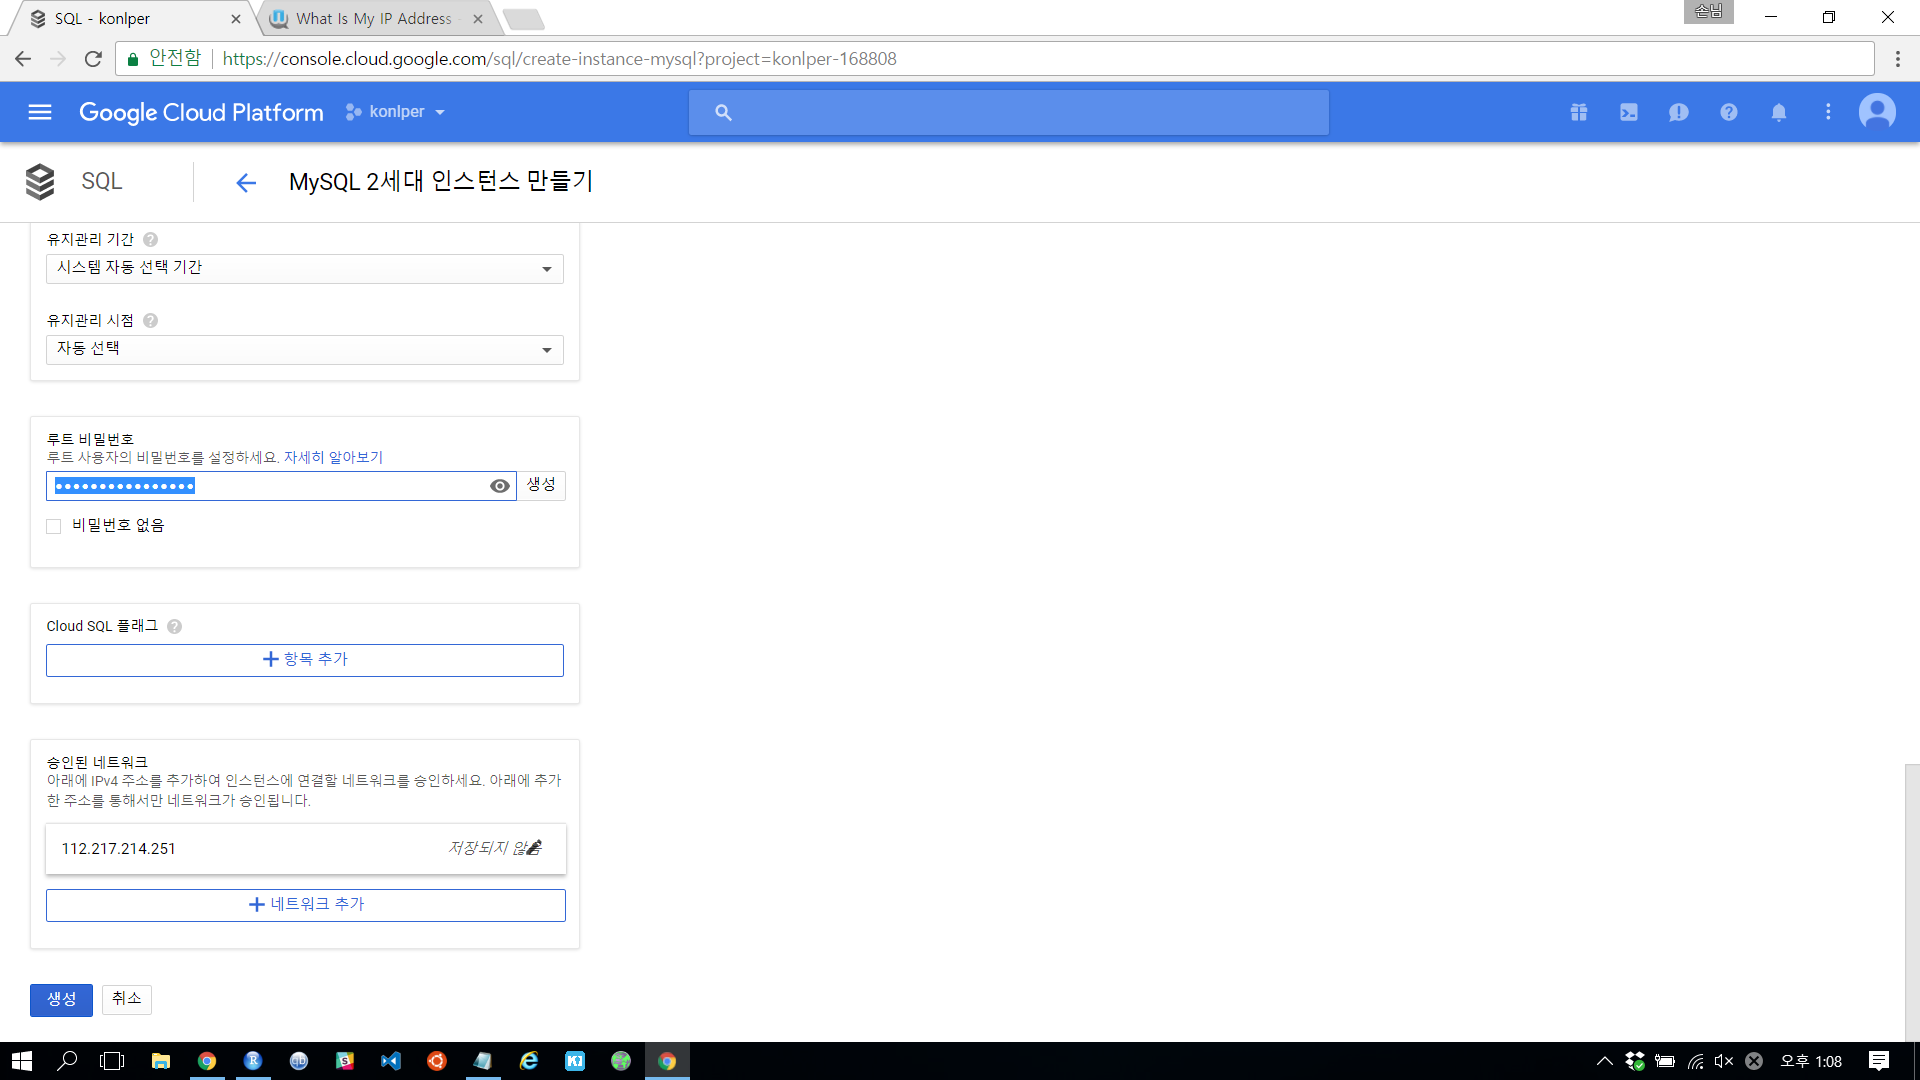 SQL - konlper
What Is My IP Address
손님
안전함
https://console.cloud.google.com/sql/create-instance-mysql?project=konlper-168808
Google Cloud Platform
konlper
SQL
MySQL 2세대 인스턴스 만들기
유지관리 기간
시스템 자동 선택 기간
유지관리 시점
자동 선택
루트 비밀번호
루트 사용자의 비밀번호를 설정하세요. 자세히 알아보기
생성
비밀번호 없음
Cloud SQL 플래그
항목 추가
승인된 네트워크
아래에 IPv4 주소를 추가하여 인스턴스에 연결할 네트워크를 승인하세요. 아래에 추가
한 주소를 통해서만 네트워크가 승인됩니다.
112.217.214.251
저장되지 않음
네트워크 추가
생성
취소
오후 1:08